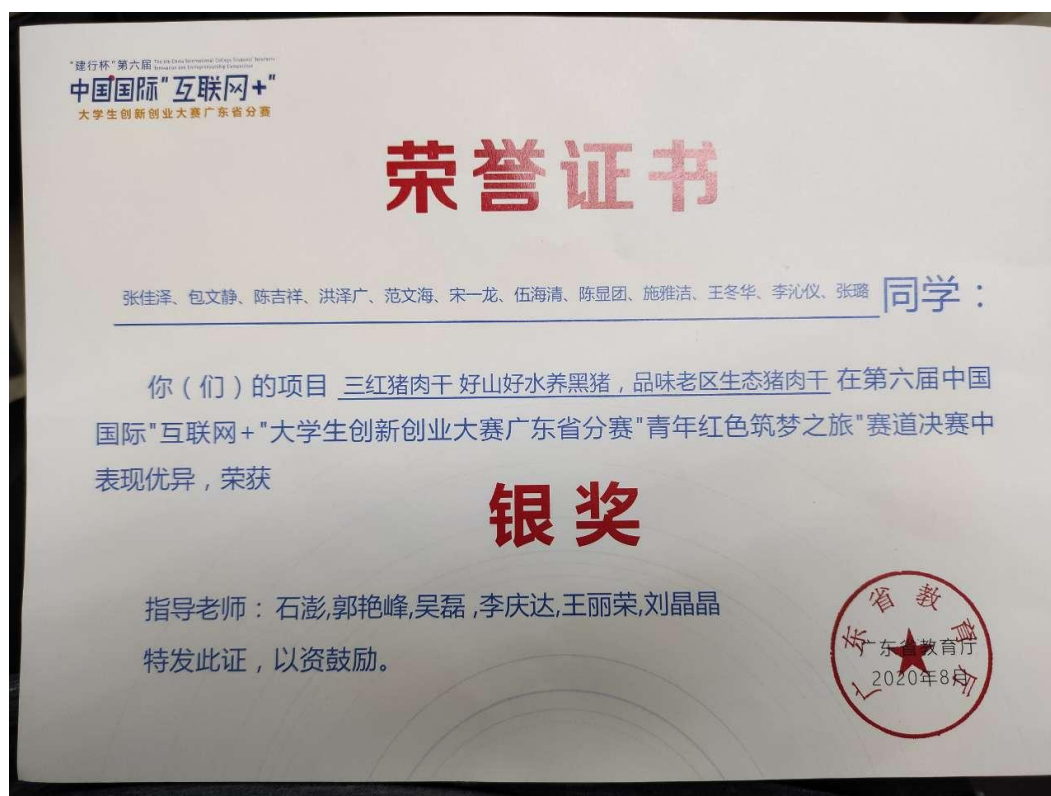 "建行杯"第六届
中国国际"互联网+"
大学生创新创业大赛广东省分赛
荣誉证书
张佳泽、包文静、陈吉祥、洪泽广、范文海、宋一龙、伍海清、陈显团、施雅洁、王冬华、李沁仪、张璐 同学：
你（们）的项目 三红猪肉干 好山好水养黑猪，品味老区生态猪肉干 在第六届中国
国际"互联网+"大学生创新创业大赛广东省分赛"青年红色筑梦之旅"赛道决赛中
表现优异，荣获
银奖
指导老师：石澎,郭艳峰,吴磊 ,李庆达,王丽荣,刘晶晶
特发此证，以资鼓励。
广东省教育厅
广东省教育厅
2020年8月